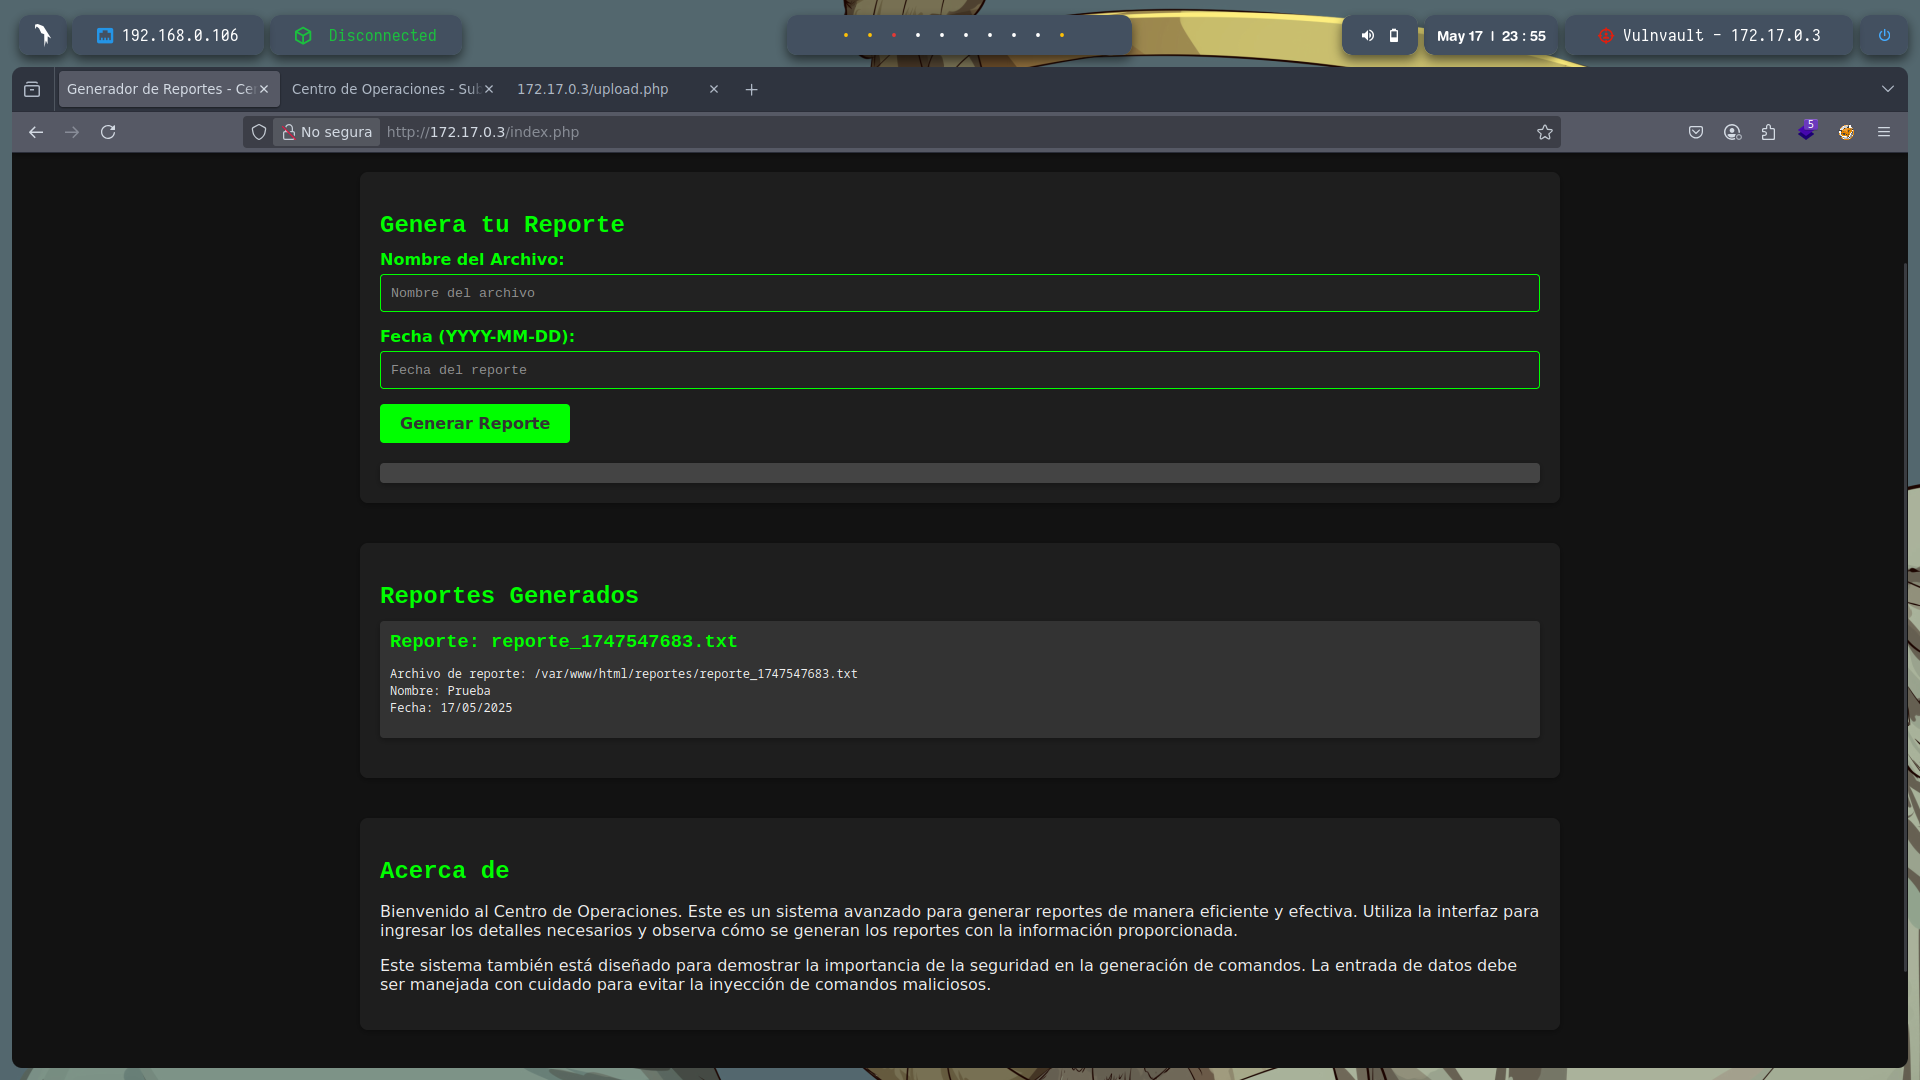 192.168.0.106
Disconnected
May 17 | 23 : 55
Vulnvault - 172.17.0.3
Generador de Reportes - Ce
Centro de Operaciones - Sub
172.17.0.3/upload.php
No segura
http://172.17.0.3/index.php
5
Genera tu Reporte
Nombre del Archivo:
Nombre del archivo
Fecha (YYYY-MM-DD):
Fecha del reporte
Generar Reporte
Reportes Generados
Reporte: reporte_1747547683.txt
Archivo de reporte: /var/www/html/reportes/reporte_1747547683.txt
Nombre: Prueba
Fecha: 17/05/2025
Acerca de
Bienvenido al Centro de Operaciones. Este es un sistema avanzado para generar reportes de manera eficiente y efectiva. Utiliza la interfaz para
ingresar los detalles necesarios y observa cómo se generan los reportes con la información proporcionada.
Este sistema también está diseñado para demostrar la importancia de la seguridad en la generación de comandos. La entrada de datos debe
ser manejada con cuidado para evitar la inyección de comandos maliciosos.